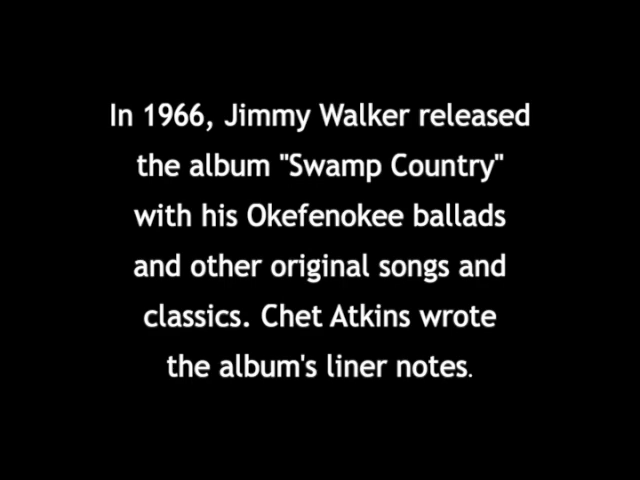 In 1966, Jimmy Walker released
the album "Swamp Country"
with his Okefenokee ballads
and other original songs and
classics. Chet Atkins wrote
the album's liner notes.